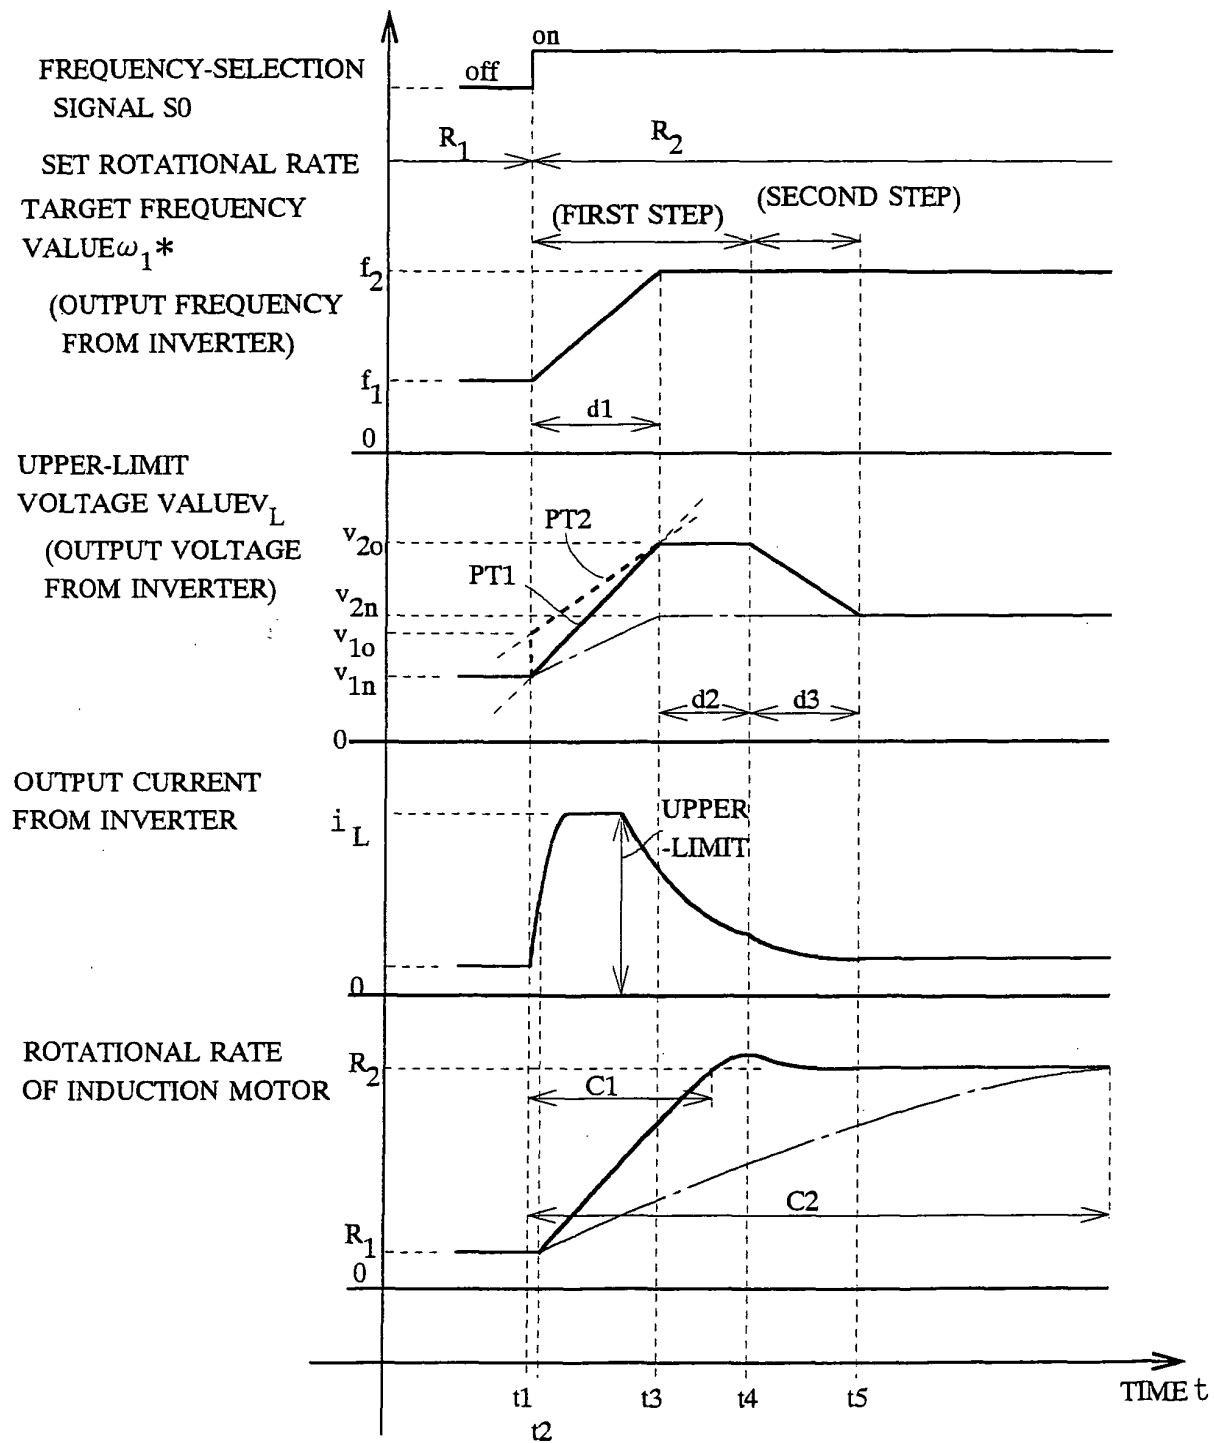 on
off
FREQUENCY-SELECTION
SIGNAL S0
R1
R2
SET ROTATIONAL RATE
TARGET FREQUENCY
VALUEω1*
(FIRST STEP)
(SECOND STEP)
f2
(OUTPUT FREQUENCY
FROM INVERTER)
f1
d1
0
UPPER-LIMIT
VOLTAGE VALUEVL
(OUTPUT VOLTAGE
FROM INVERTER)
v2o
PT2
PT1
v2n
v1o
v1n
d2
d3
0
OUTPUT CURRENT
FROM INVERTER
iL
UPPER
-LIMIT
0
ROTATIONAL RATE
OF INDUCTION MOTOR
R2
C1
C2
R1
0
t1
t2
t3
t4
t5
TIME t